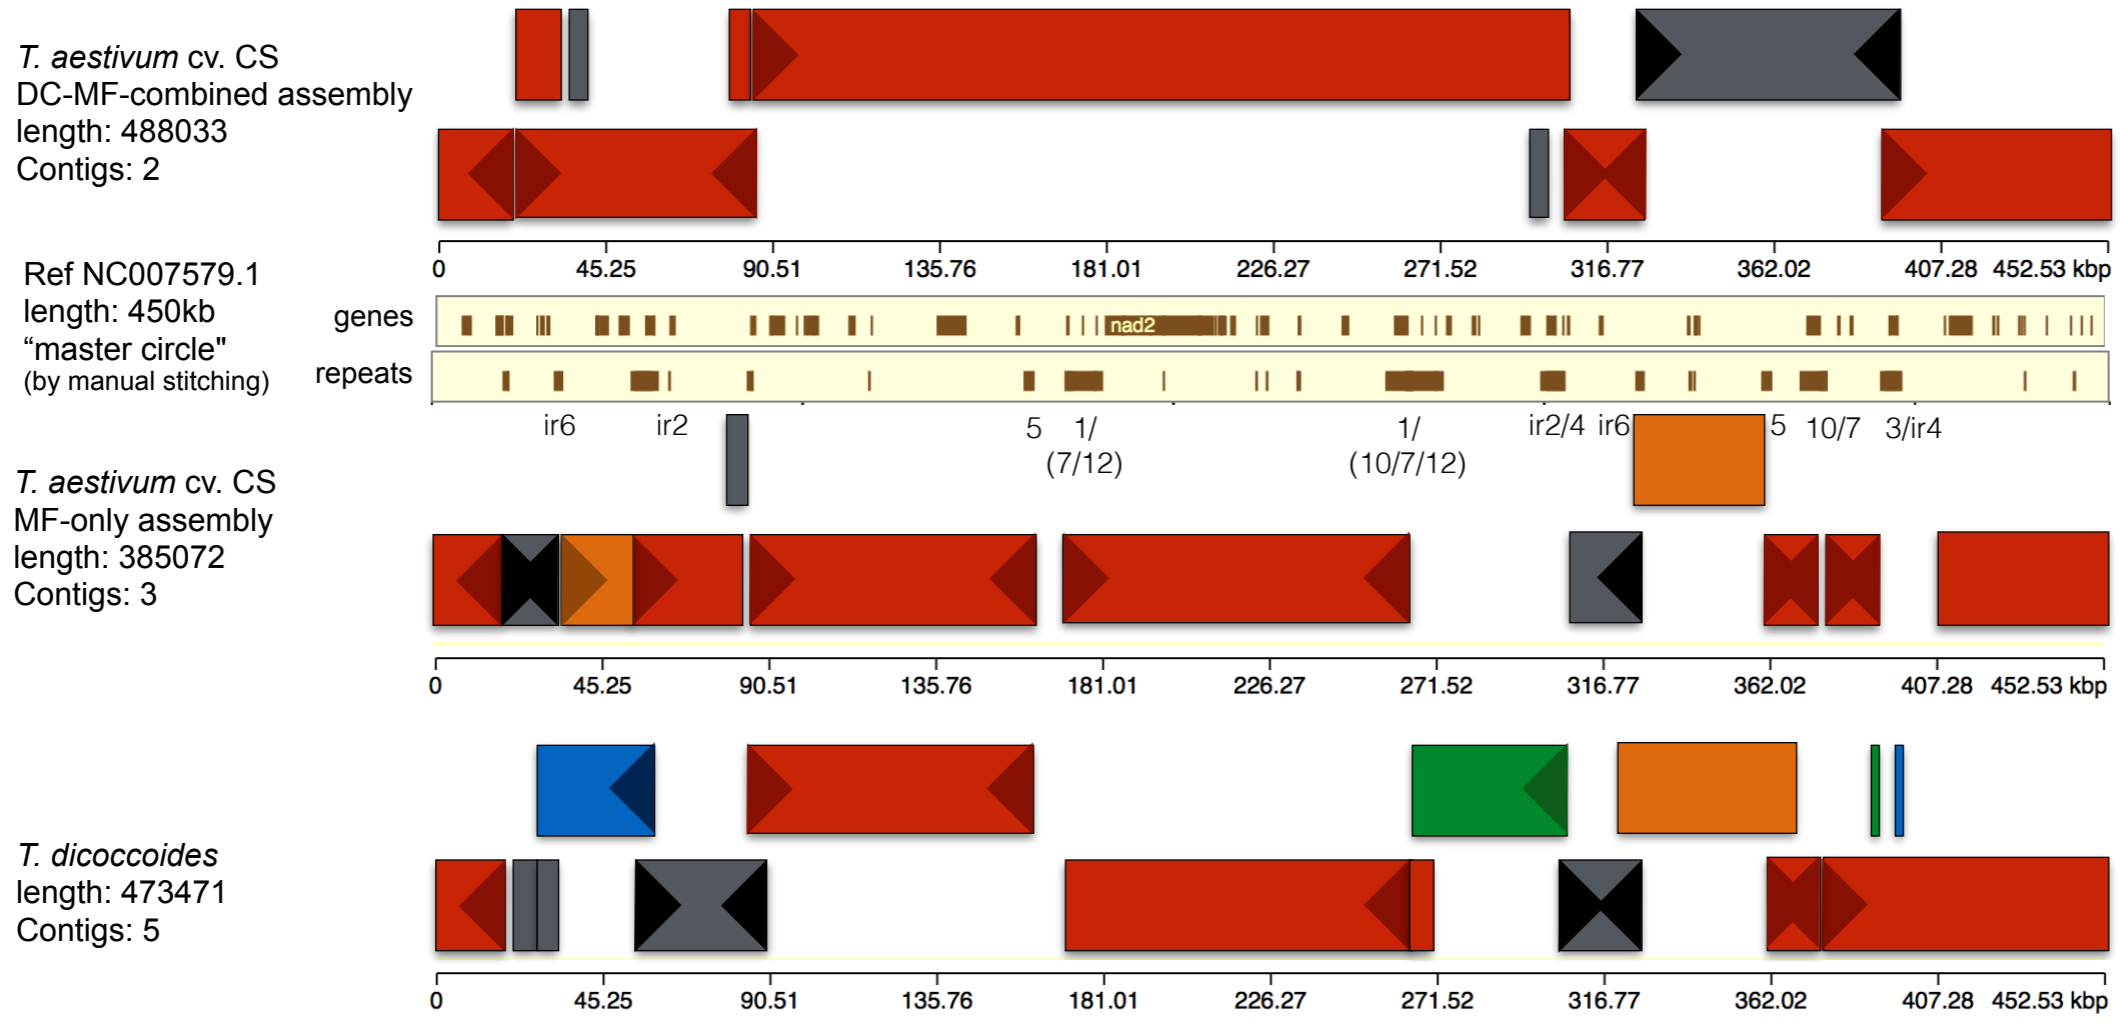 T. aestivum cv. CS
DC-MF-combined assembly
length: 488033
Contigs: 2
0 45.25 90.51 135.76 181.01 226.27 271.52 316.77 362.02 407.28 452.53 kbp
Ref NC007579.1
length: 450kb
“master circle"
(by manual stitching)
genes
nad2
repeats
ir6 ir2 5 1/ 1/ ir2/4 ir6 5 10/7 3/ir4
(7/12) (10/7/12)
T. aestivum cv. CS
MF-only assembly
length: 385072
Contigs: 3
0 45.25 90.51 135.76 181.01 226.27 271.52 316.77 362.02 407.28 452.53 kbp
T. dicoccoides
length: 473471
Contigs: 5
0 45.25 90.51 135.76 181.01 226.27 271.52 316.77 362.02 407.28 452.53 kbp